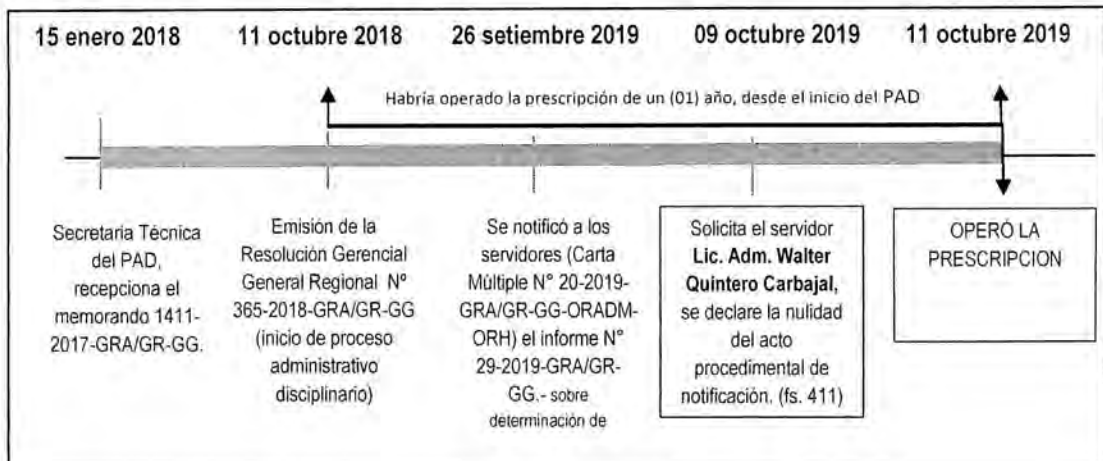 15 enero 2018 11 octubre 2018 26 setiembre 2019 09 octubre 2019 11 octubre 2019
Habría operado la prescripción de un (01) año, desde el inicio del PAD
Secretaria Técnica
del PAD,
recepciona el
memorando 1411-
2017-GRA/GR-GG.
Emisión de la
Resolución Gerencial
General Regional N°
365-2018-GRA/GR-GG
(inicio de proceso
administrativo
disciplinario)
Se notificó a los
servidores (Carta
Múltiple N° 20-2019-
GRA/GR-GG-ORADM-
ORH) el informe N°
29-2019-GRA/GR-
GG.- sobre
determinación de
Solicita el servidor
Lic. Adm. Walter
Quintero Carbajal,
se declare la nulidad
del acto
procedimental de
notificación. (fs. 411)
OPERÓ LA
PRESCRIPCION